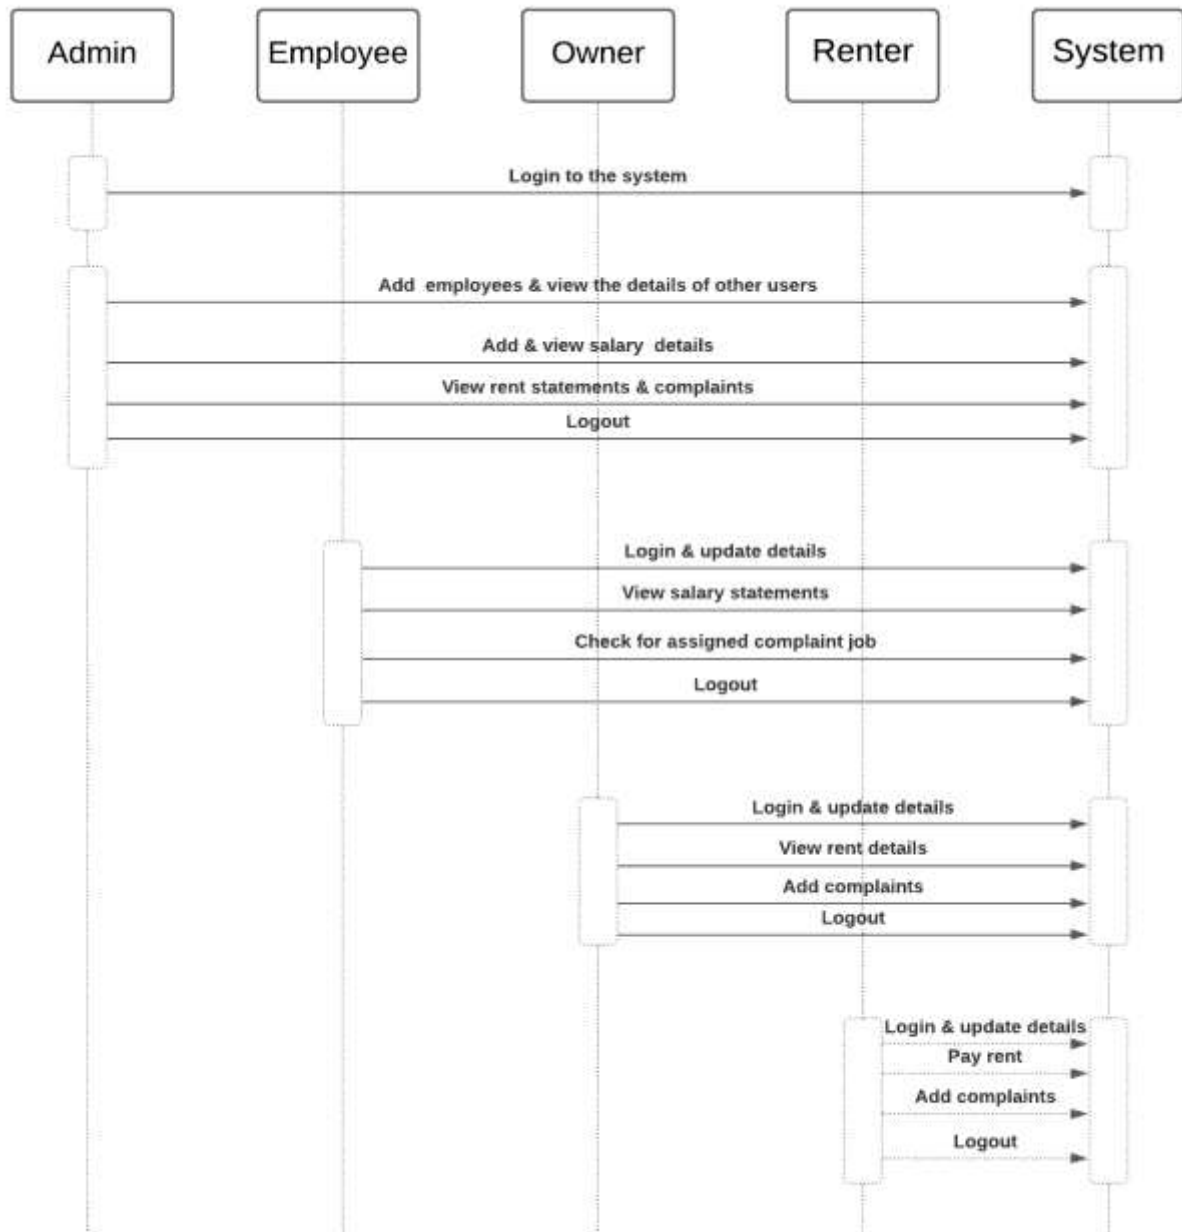 Admin
Employee
Owner
Renter
System
Login to the system
Add employees & view the details of other users
Add & view salary details
View rent statements & complaints
Logout
Login & update details
View salary statements
Check for assigned complaint job
Logout
Login & update details
View rent details
Add complaints
Logout
Login & update details
Pay rent
Add complaints
Logout